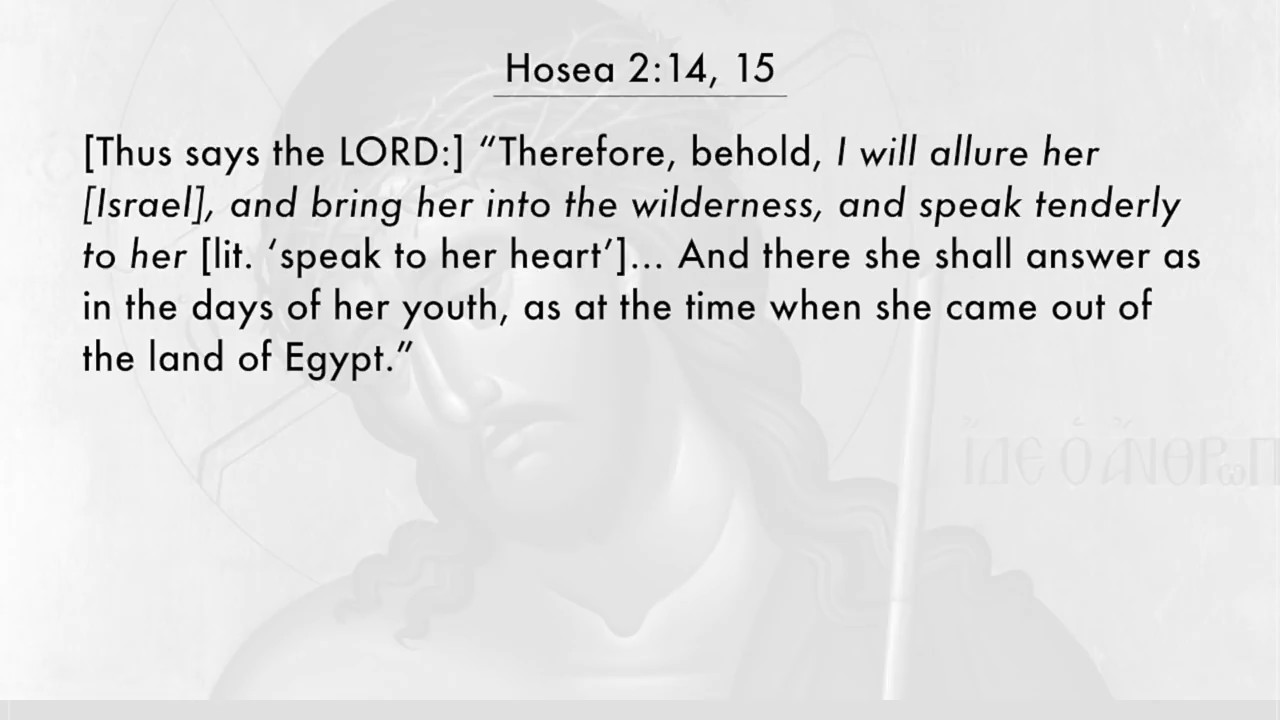 Hosea 2:14, 15
[Thus says the LORD:] “Therefore, behold, I will allure her
[Israel], and bring her into the wilderness, and speak tenderly
to her [lit. ‘speak to her heart’]... And there she shall answer as
in the days of her youth, as at the time when she came out of
the land of Egypt.”
ἼΔΕ Ὁ ἌΝΘΡωΠ